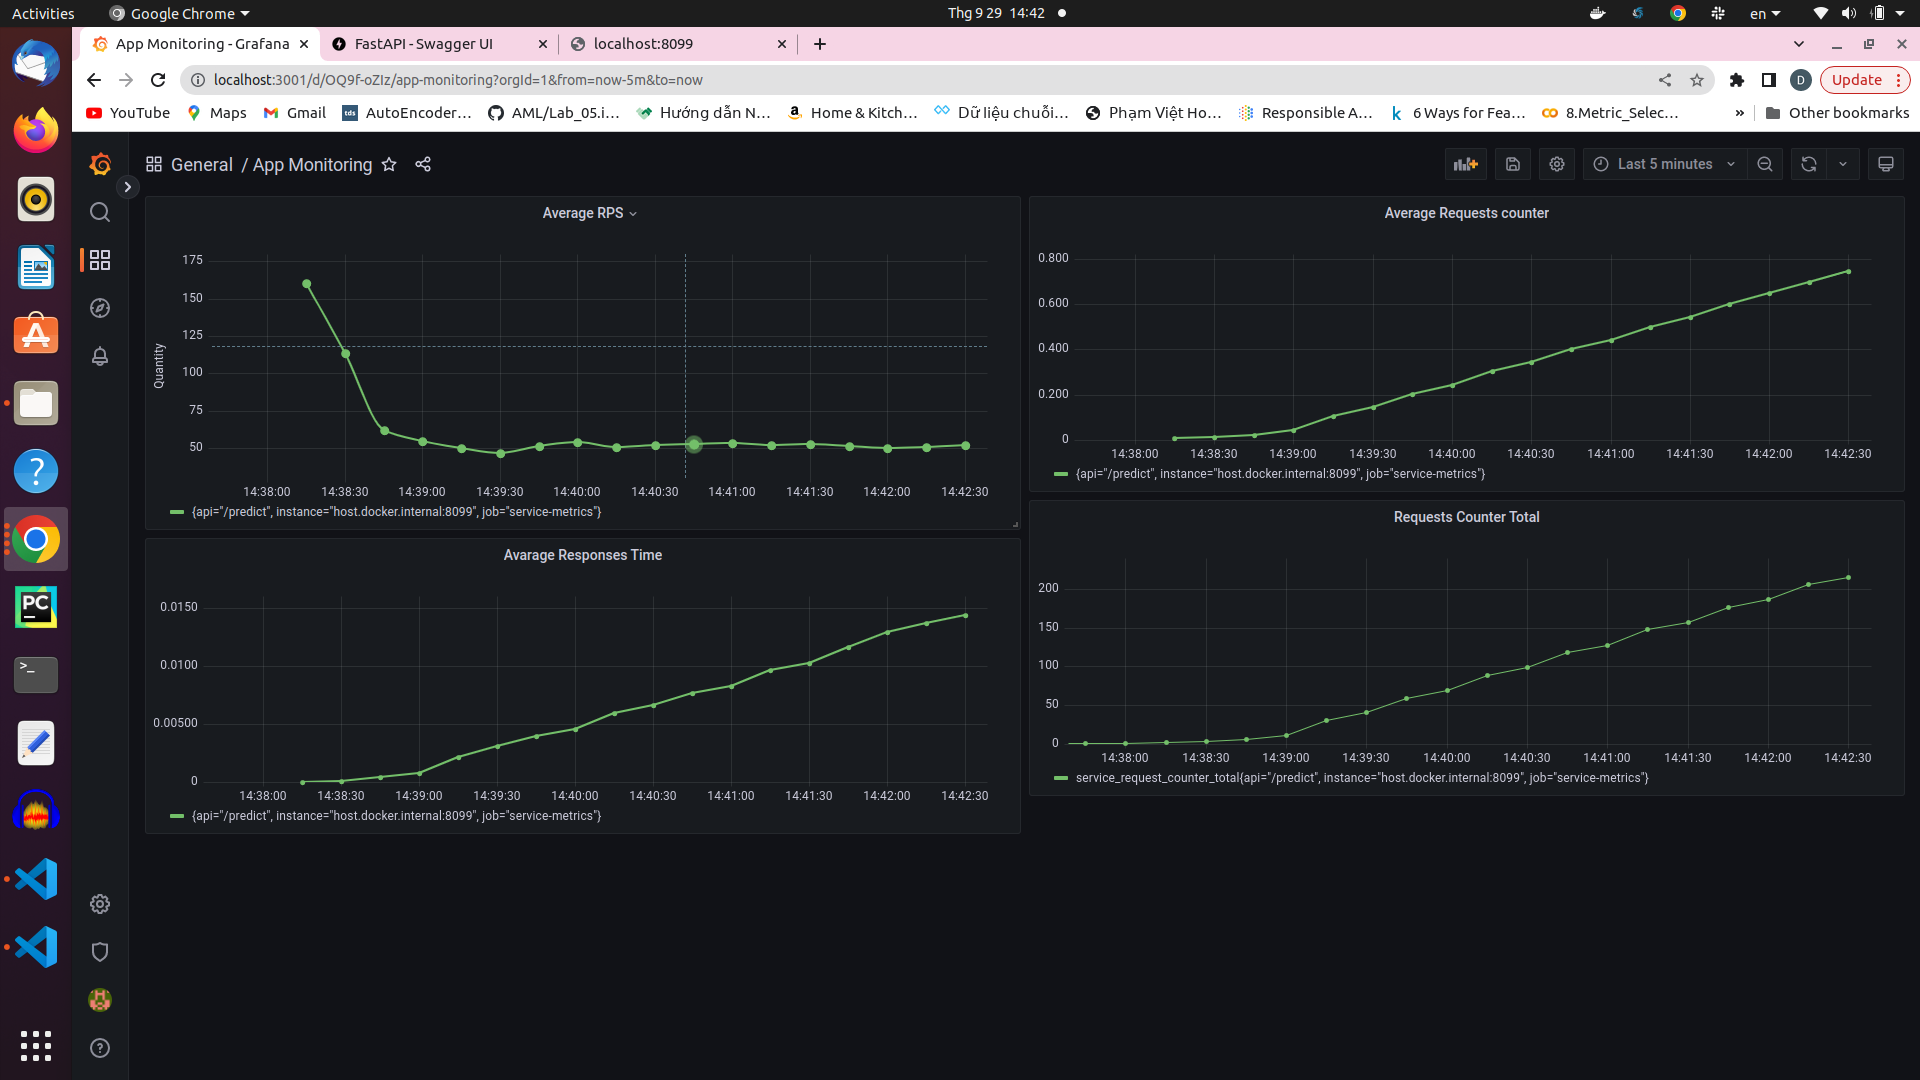 Activities
Google Chrome
Thg 9 29 14:42
en
App Monitoring - Grafana
FastAPI - Swagger UI
localhost:8099
localhost:3001/d/OQ9f-oZIz/app-monitoring?orgId=1&from=now-5m&to=now
D
Update
YouTube
Maps
Gmail
tds
AutoEncoder...
AML/Lab_05.i...
Hướng dẫn N...
Home & Kitch...
Dữ liệu chuỗi...
Phạm Việt Ho...
Responsible A...
6 Ways for Fea...
8.Metric_Selec...
»
Other bookmarks
General / App Monitoring
Last 5 minutes
Average RPS
Quantity
175
150
125
100
75
50
14:38:00 14:38:30 14:39:00 14:39:30 14:40:00 14:40:30 14:41:00 14:41:30 14:42:00 14:42:30
{api="/predict", instance="host.docker.internal:8099", job="service-metrics"}
Average Requests counter
0.800
0.600
0.400
0.200
0
14:38:00 14:38:30 14:39:00 14:39:30 14:40:00 14:40:30 14:41:00 14:41:30 14:42:00 14:42:30
{api="/predict", instance="host.docker.internal:8099", job="service-metrics"}
Avarage Responses Time
0.0150
0.0100
0.00500
0
14:38:00 14:38:30 14:39:00 14:39:30 14:40:00 14:40:30 14:41:00 14:41:30 14:42:00 14:42:30
{api="/predict", instance="host.docker.internal:8099", job="service-metrics"}
Requests Counter Total
200
150
100
50
0
14:38:00 14:38:30 14:39:00 14:39:30 14:40:00 14:40:30 14:41:00 14:41:30 14:42:00 14:42:30
service_request_counter_total{api="/predict", instance="host.docker.internal:8099", job="service-metrics"}
PC